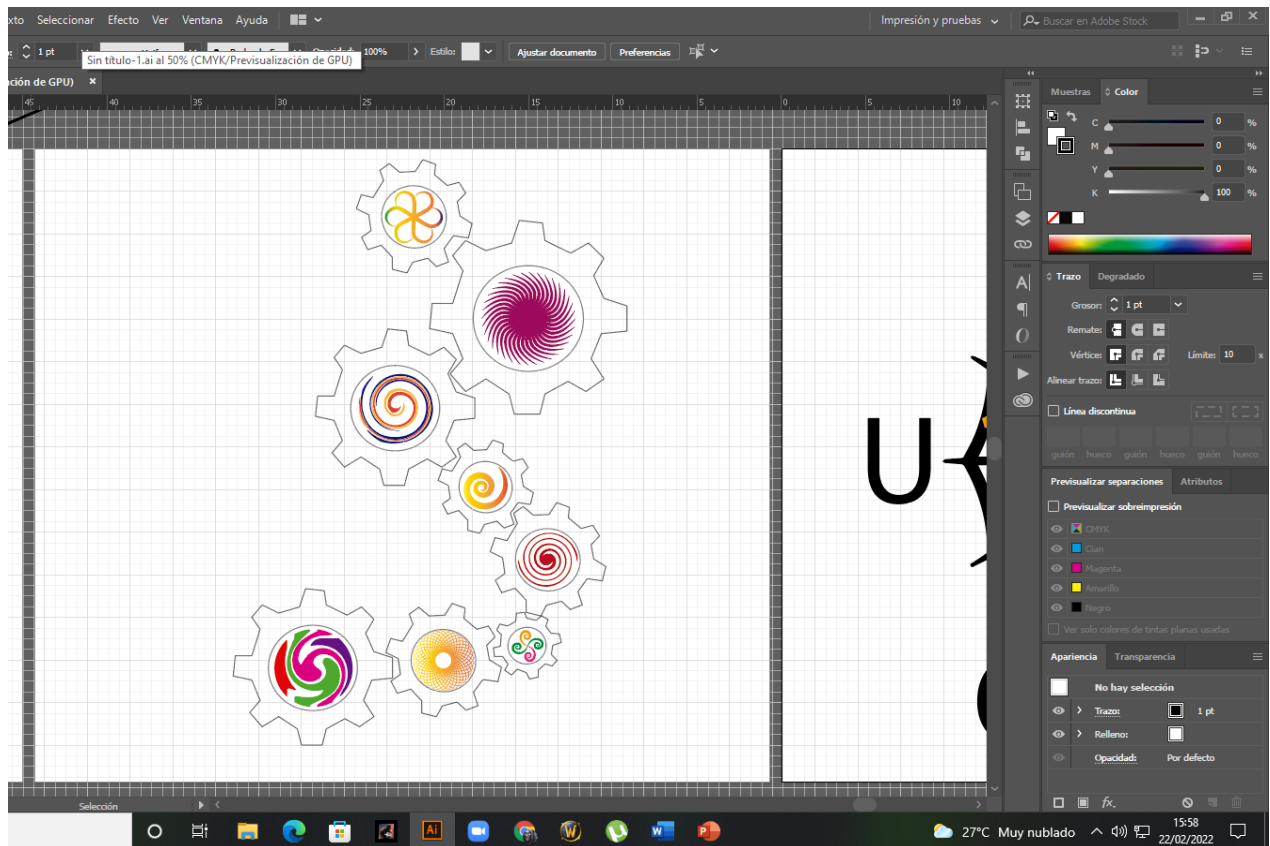 xto Seleccionar Efecto Ver Ventana Ayuda
Impresión y pruebas
Buscar en Adobe Stock
1 pt
100%
Estilo:
Ajustar documento
Preferencias
Sin título-1.ai al 50% (CMYK/Previsualización de GPU)
ción de GPU) ×
45 40 35 30 25 20 15 10 5 0 5 10
Muestras Color
C 0 %
M 0 %
Y 0 %
K 100 %
Trazo Degradado
Grosor: 1 pt
Remate:
Vértice: Límite: 10 x
Alinear trazo:
Línea discontinua
guión hueco guión hueco guión hueco
U
Previsualizar separaciones Atributos
Previsualizar sobreimpresión
CMYK
Cian
Magenta
Amarillo
Negro
Ver solo colores de tintas planas usadas
Apariencia Transparencia
No hay selección
Trazo: 1 pt
Relleno:
Opacidad: Por defecto
fx.
Selección
Ai
27°C Muy nublado
15:58
22/02/2022